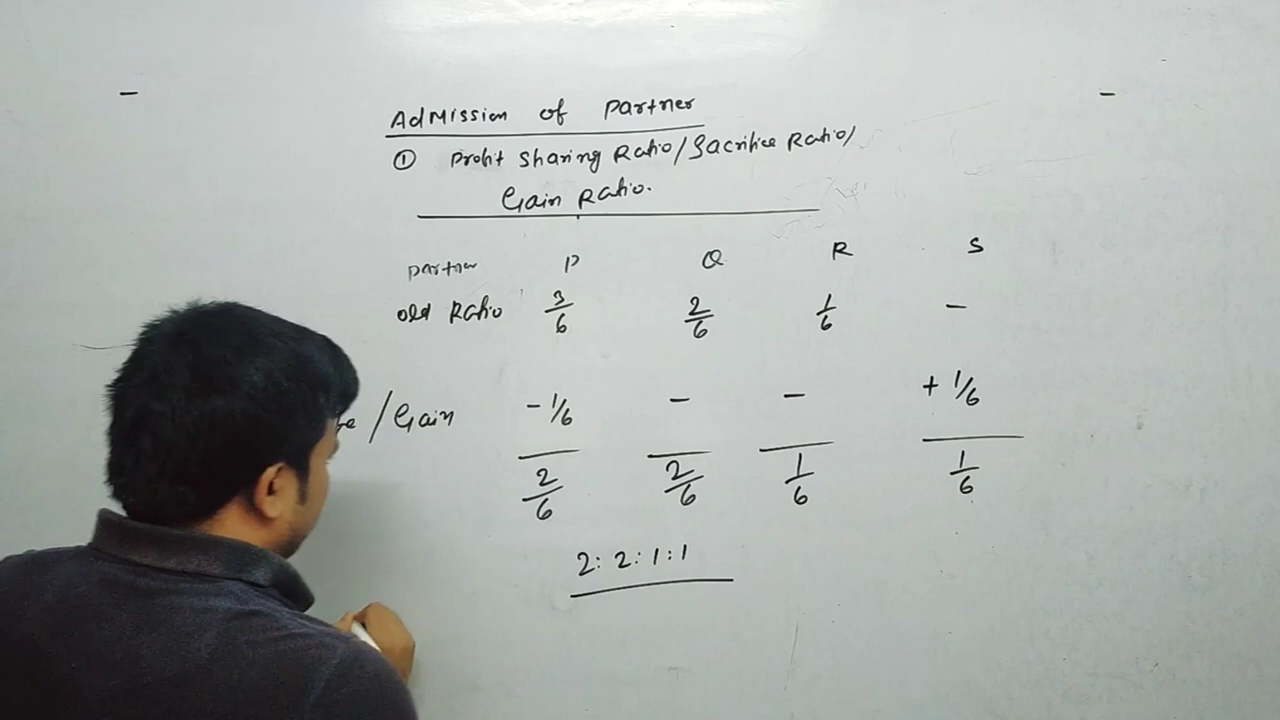 Admission of Partner
① Profit Sharing Ratio/Sacrifice Ratio/
Gain Ratio.
Partner P Q R S
Old Ratio 3/6 2/6 1/6 -
/Gain -1/6 - - +1/6
2/6 2/6 1/6 1/6
2:2:1:1